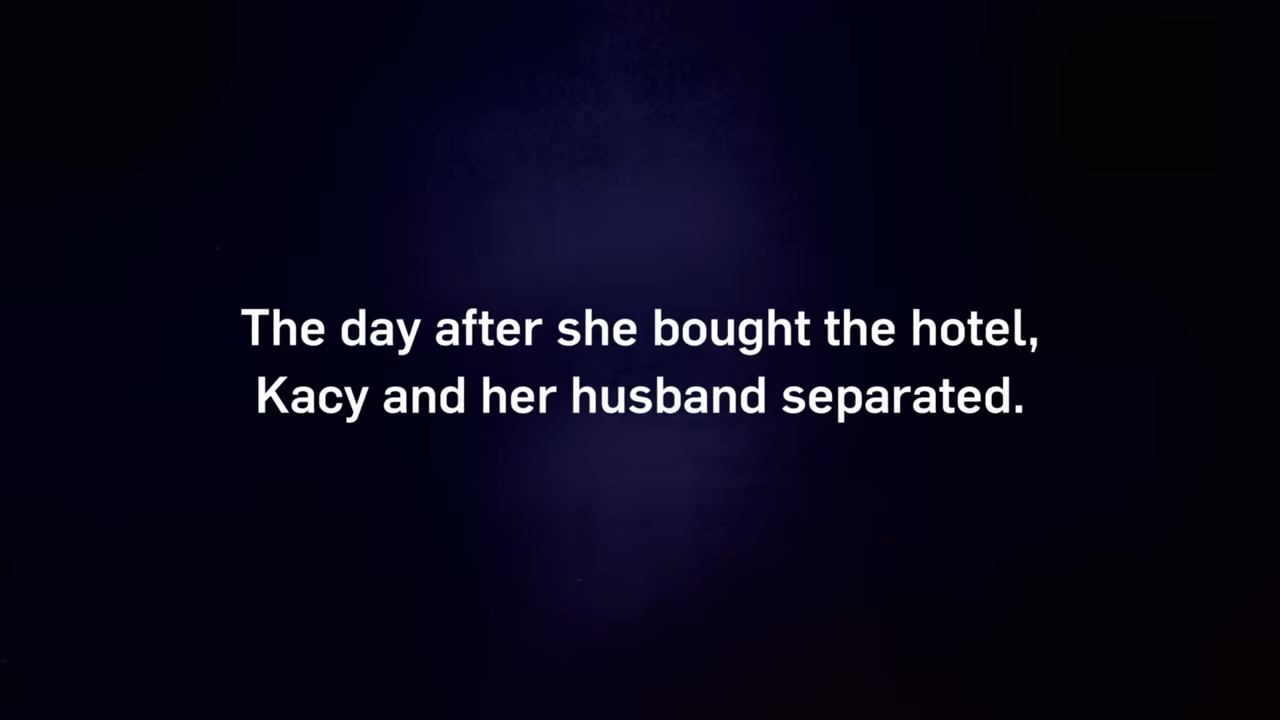 The day after she bought the hotel,
Kacy and her husband separated.